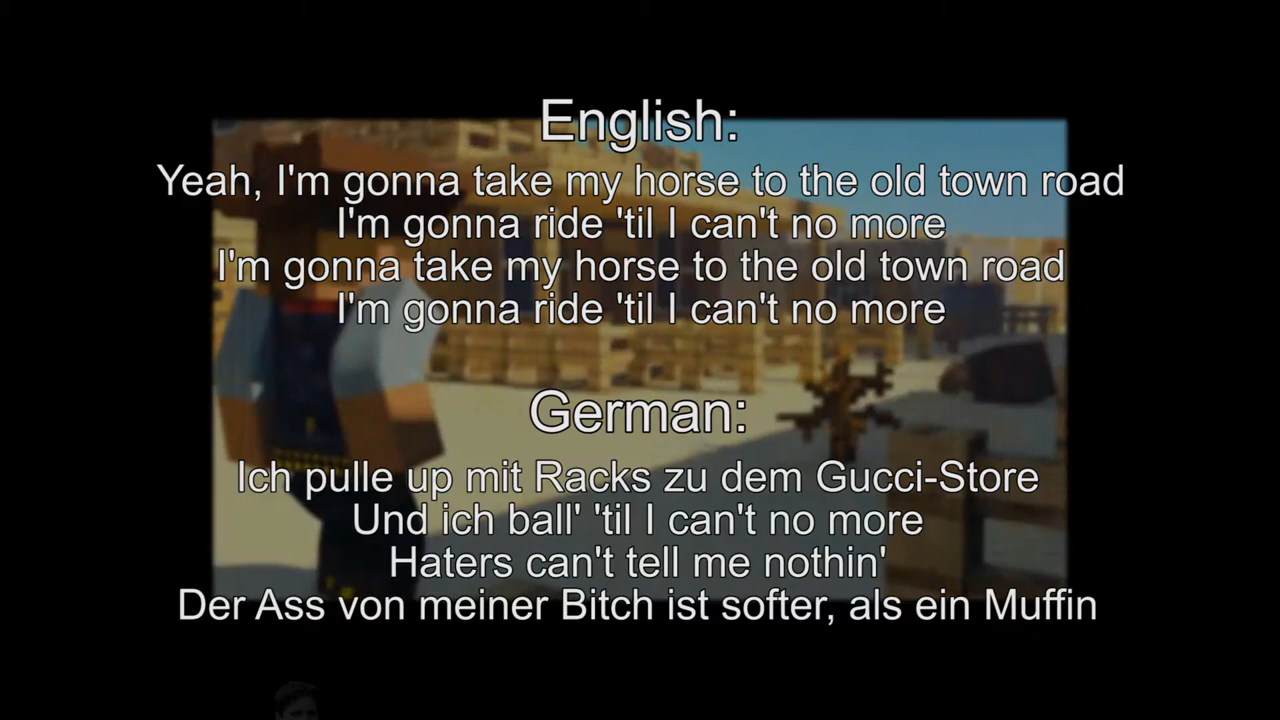 English:
Yeah, I'm gonna take my horse to the old town road
I'm gonna ride 'til I can't no more
I'm gonna take my horse to the old town road
I'm gonna ride 'til I can't no more
German:
Ich pulle up mit Racks zu dem Gucci-Store
Und ich ball' 'til I can't no more
Haters can't tell me nothin'
Der Ass von meiner Bitch ist softer, als ein Muffin